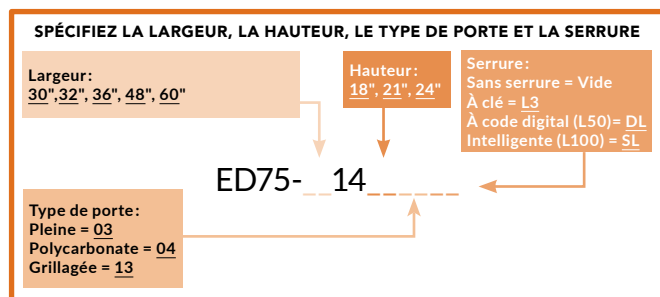 SPÉCIFIEZ LA LARGEUR, LA HAUTEUR, LE TYPE DE PORTE ET LA SERRURE
Largeur:
30",32", 36", 48", 60"
Hauteur:
18", 21", 24"
Serrure:
Sans serrure = Vide
À clé = L3
À code digital (L50)= DL
Intelligente (L100) = SL
ED75-__14______
Type de porte:
Pleine = 03
Polycarbonate = 04
Grillagée = 13